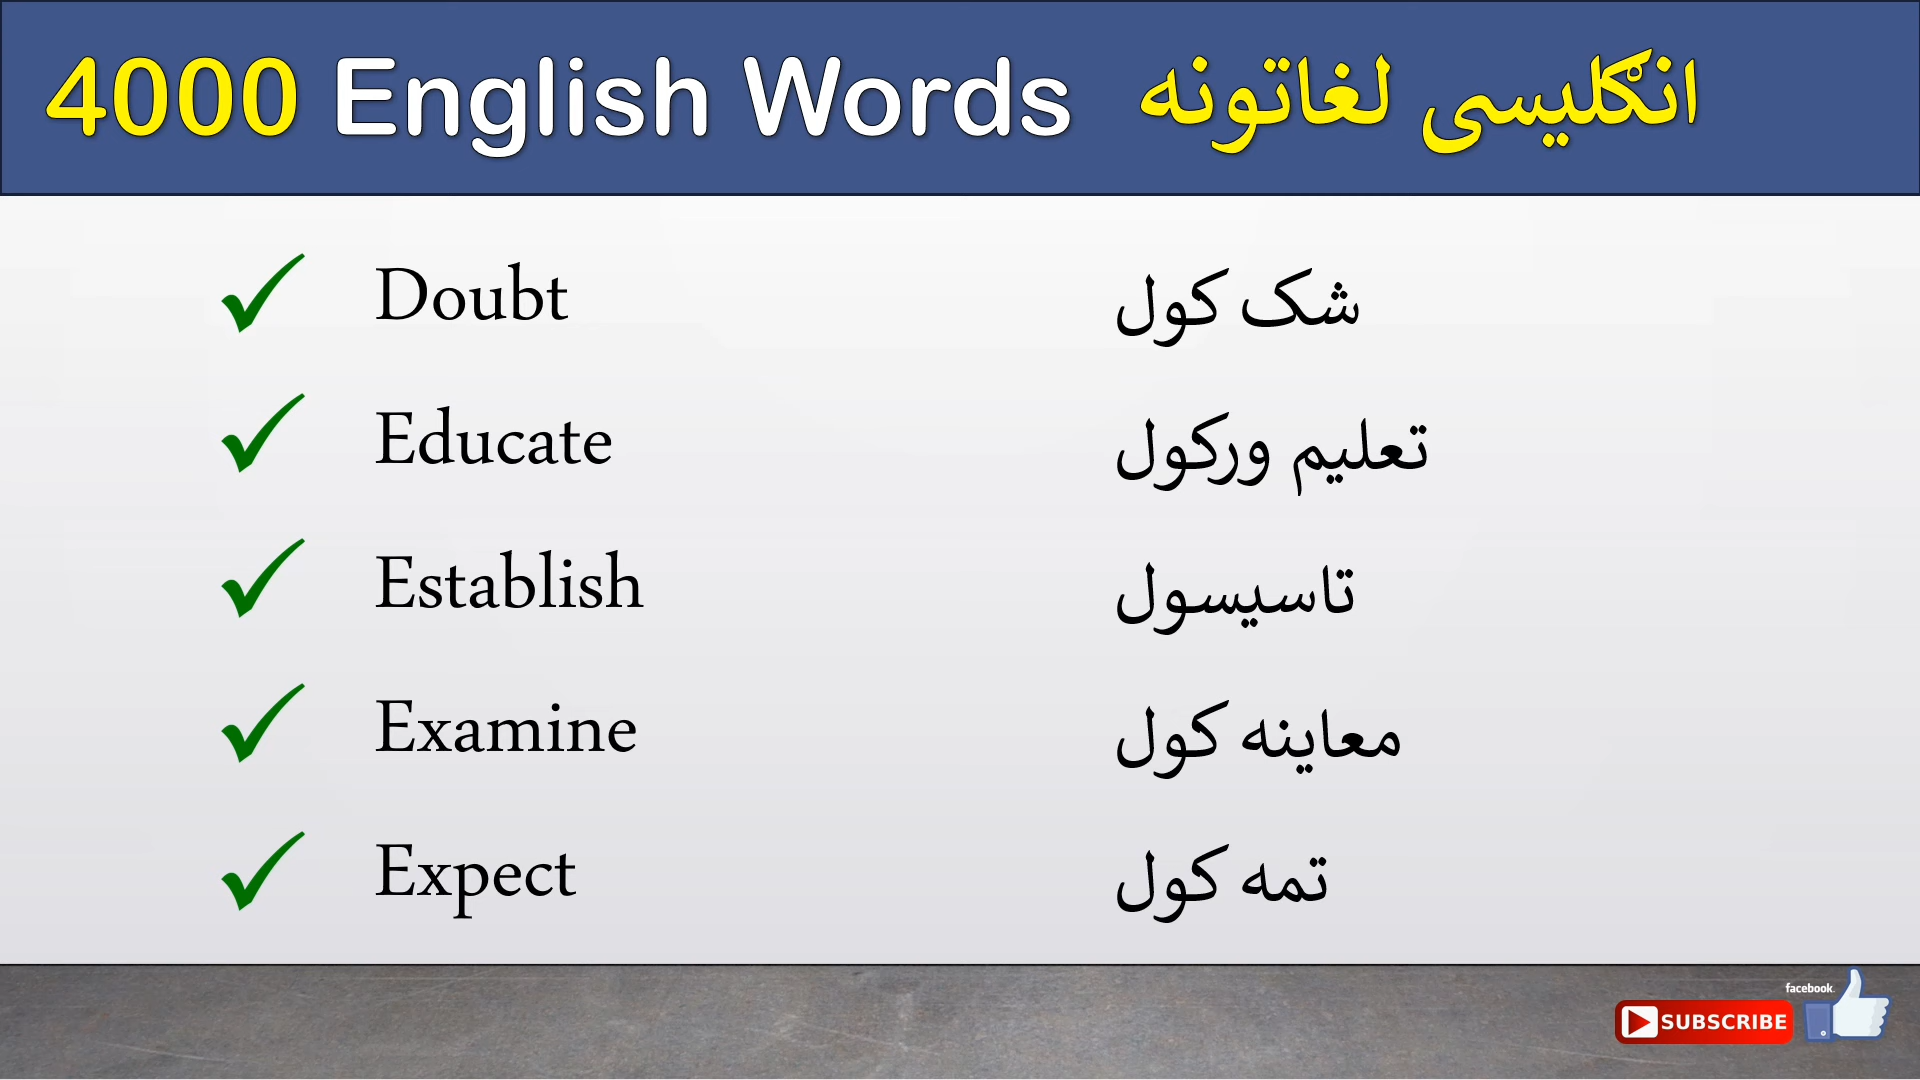 4000 English Words انګلیسی لغاتونه
Doubt شک کول
Educate تعلیم ورکول
Establish تاسیسول
Examine معاینه کول
Expect تمه کول
facebook.
SUBSCRIBE